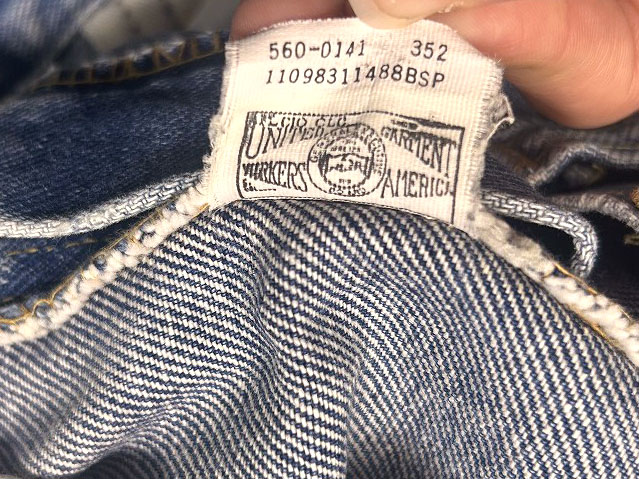 560-0141 352
11098311488BSP
UNITED GARMENT
WORKERS AMERICA